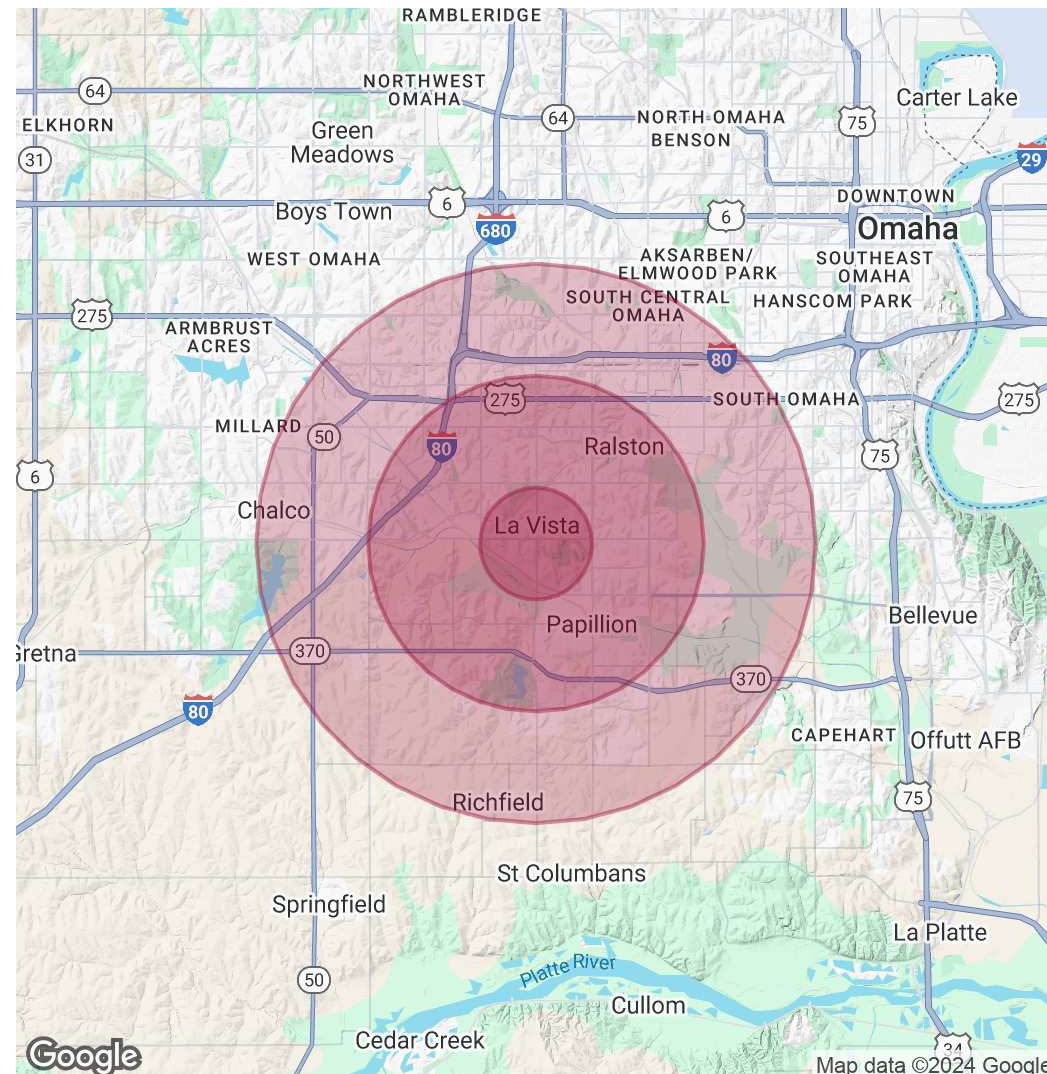 RAMBLERIDGE
64
NORTHWEST
OMAHA
ELKHORN
Green
Meadows
64
NORTH OMAHA
BENSON
75
Carter Lake
31
29
6
Boys Town
6
DOWNTOWN
Omaha
680
WEST OMAHA
AKSARBEN/
ELMWOOD PARK
SOUTHEAST
OMAHA
SOUTH CENTRAL
OMAHA
HANSCOM PARK
275
ARMBRUST
ACRES
80
275
SOUTH OMAHA
275
MILLARD
50
80
Ralston
75
6
Chalco
La Vista
Papillion
Bellevue
Gretna
370
370
80
CAPEHART
Offutt AFB
Richfield
75
St Columbans
Springfield
La Platte
50
Platte River
Cullom
Cedar Creek
34
Google
Map data ©2024 Google